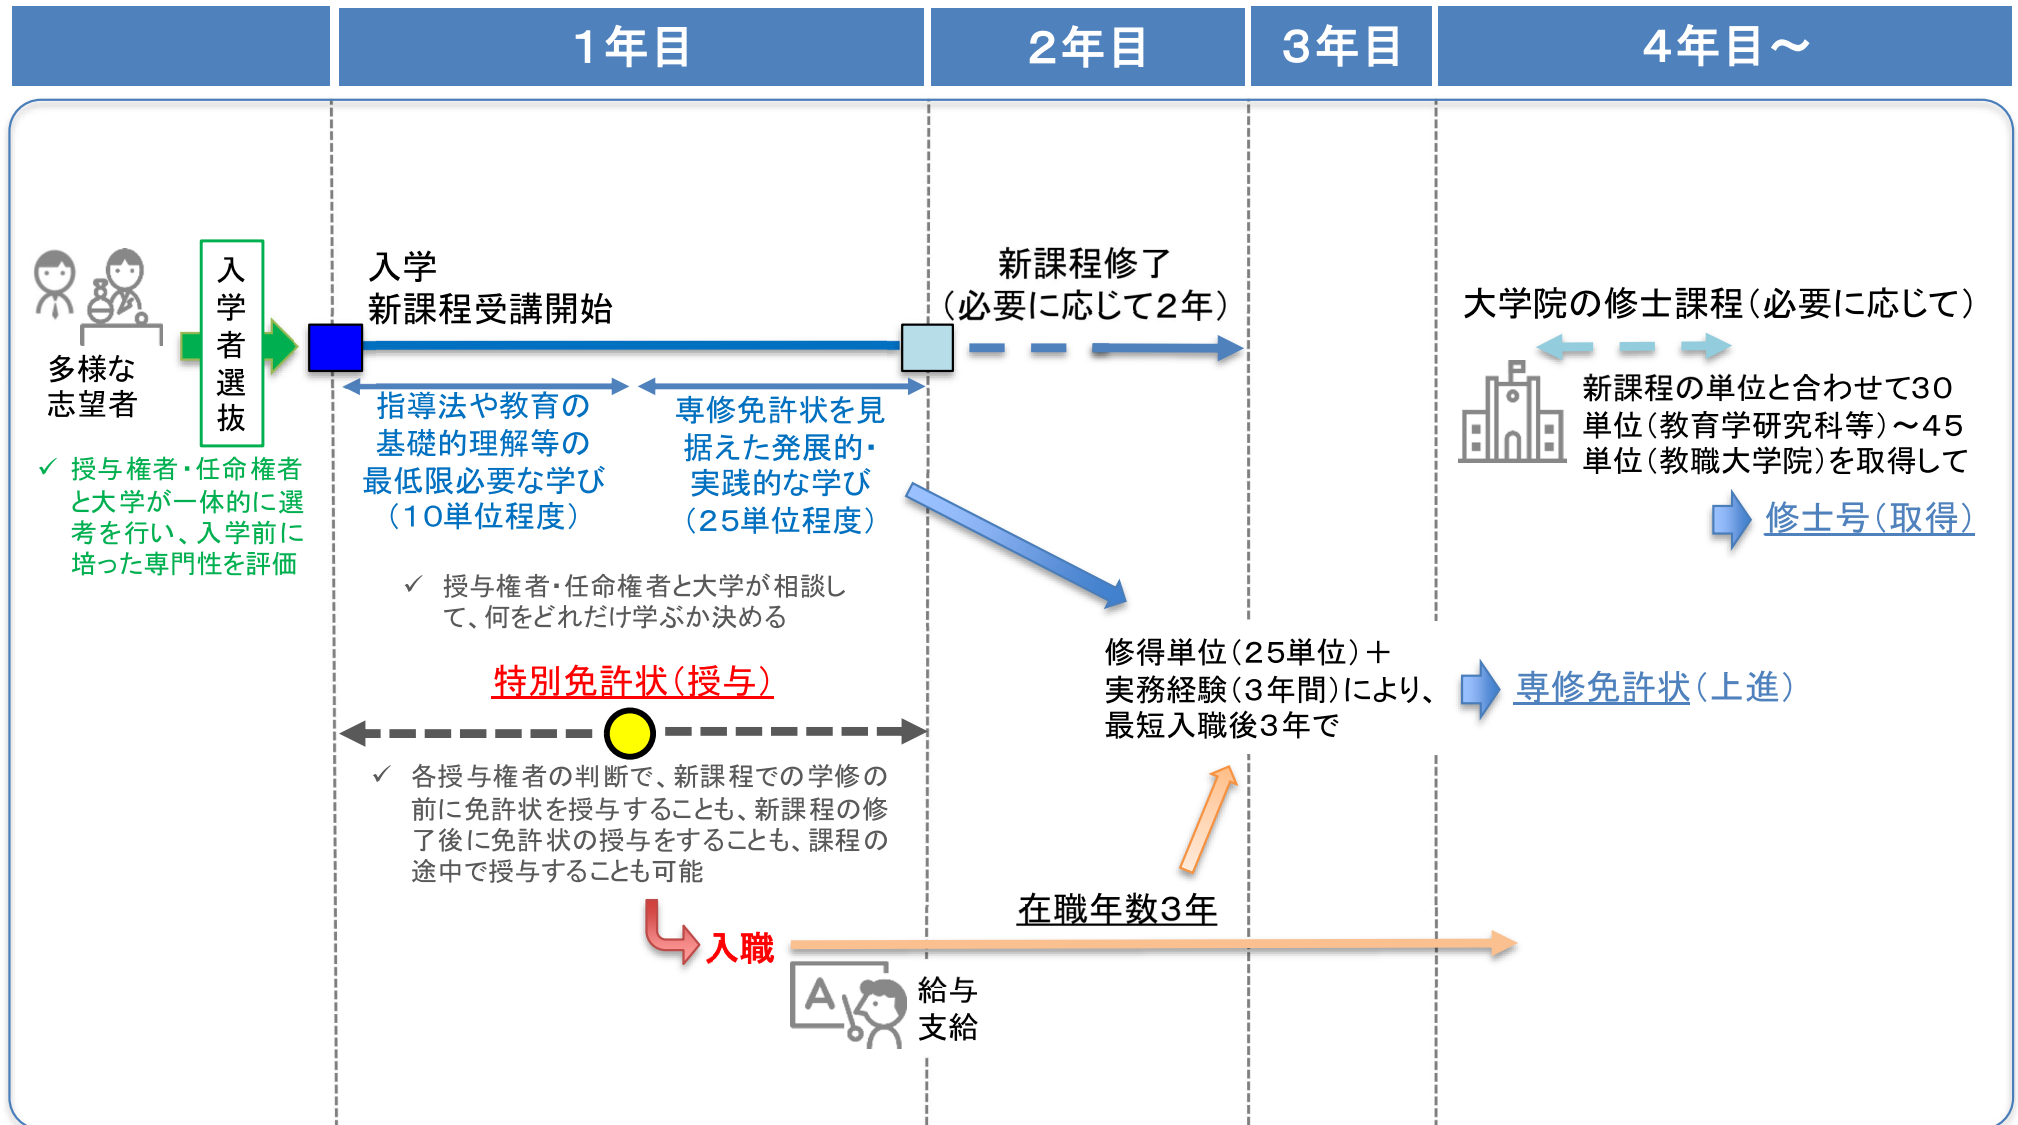 1年目
2年目
3年目
4年目～
多様な
志望者
入
学
者
選
抜
✓ 授与権者・任命権者
と大学が一体的に選
考を行い、入学前に
培った専門性を評価
入学
新課程受講開始
指導法や教育の
基礎的理解等の
最低限必要な学び
（10単位程度）
専修免許状を見
据えた発展的・
実践的な学び
（25単位程度）
✓ 授与権者・任命権者と大学が相談し
て、何をどれだけ学ぶか決める
特別免許状（授与）
✓ 各授与権者の判断で、新課程での学修の
前に免許状を授与することも、新課程の修
了後に免許状の授与をすることも、課程の
途中で授与することも可能
入職
A
給与
支給
在職年数3年
新課程修了
（必要に応じて2年）
修得単位（25単位）＋
実務経験（3年間）により、
最短入職後3年で
専修免許状（上進）
大学院の修士課程（必要に応じて）
新課程の単位と合わせて30
単位（教育学研究科等）～45
単位（教職大学院）を取得して
修士号（取得）